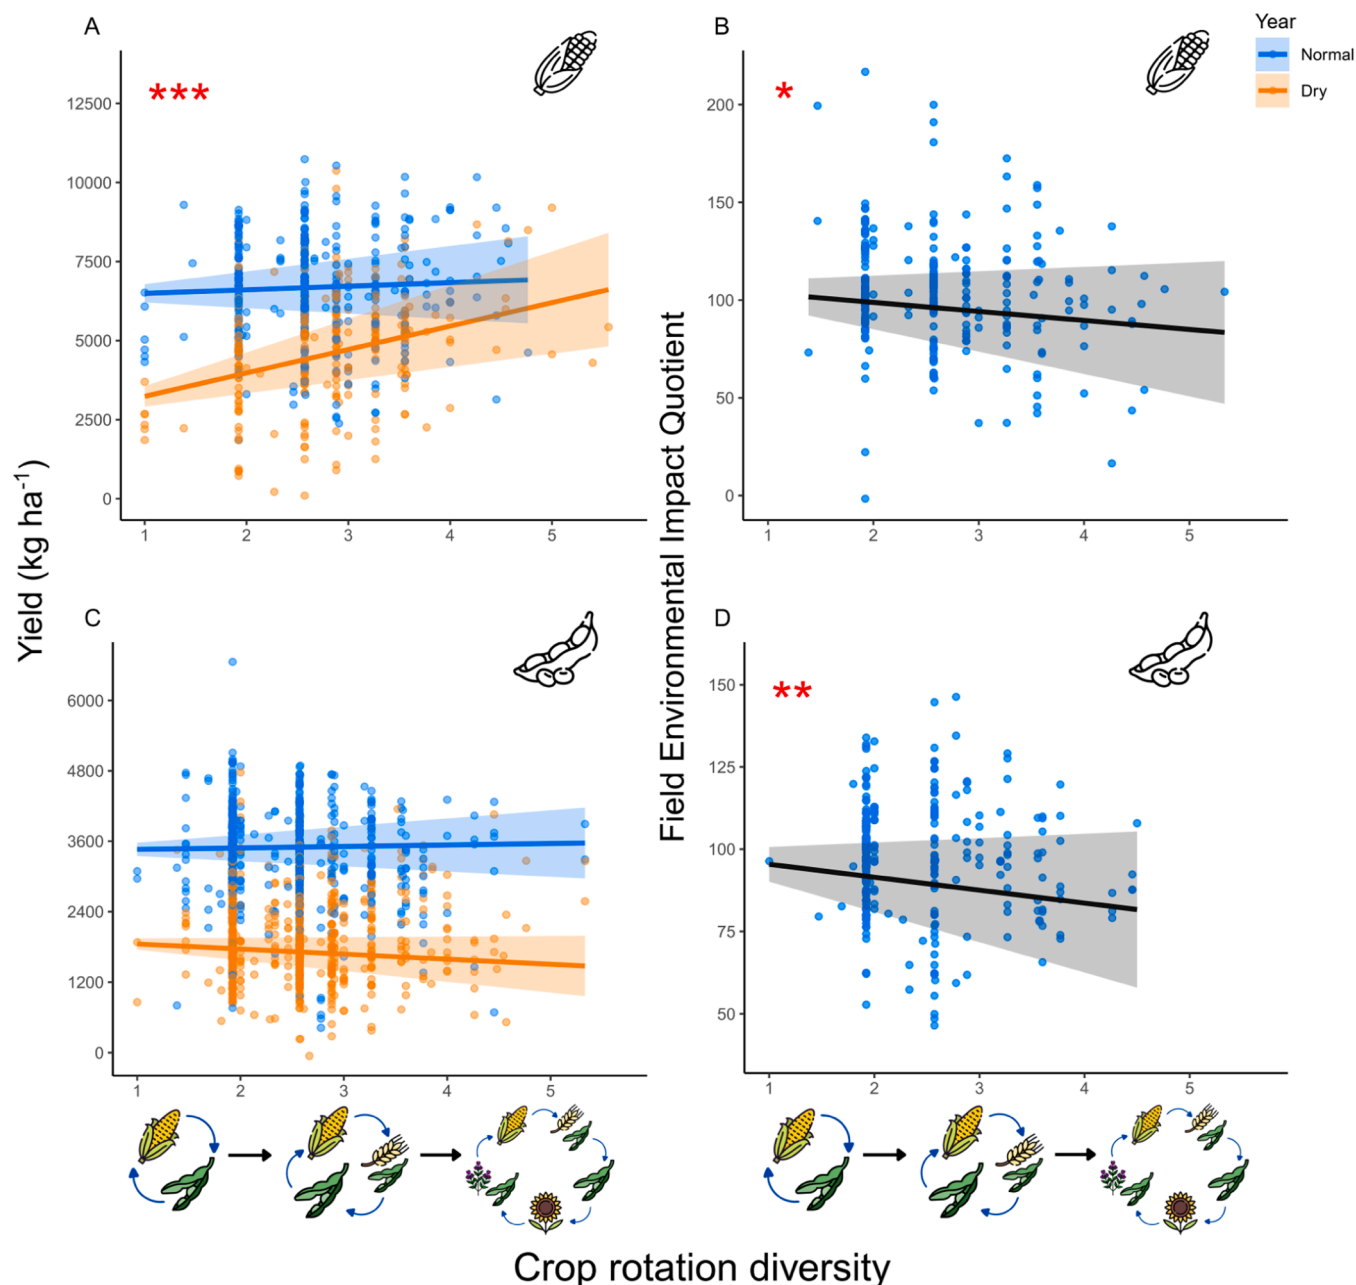 A
***
12500
10000
7500
5000
2500
0
1 2 3 4 5
B
*
200
150
100
50
0
1 2 3 4 5
Year
Normal
Dry
Yield (kg ha⁻¹)
Field Environmental Impact Quotient
C
6000
4800
3600
2400
1200
0
1 2 3 4 5
D
**
150
125
100
75
50
1 2 3 4 5
Crop rotation diversity